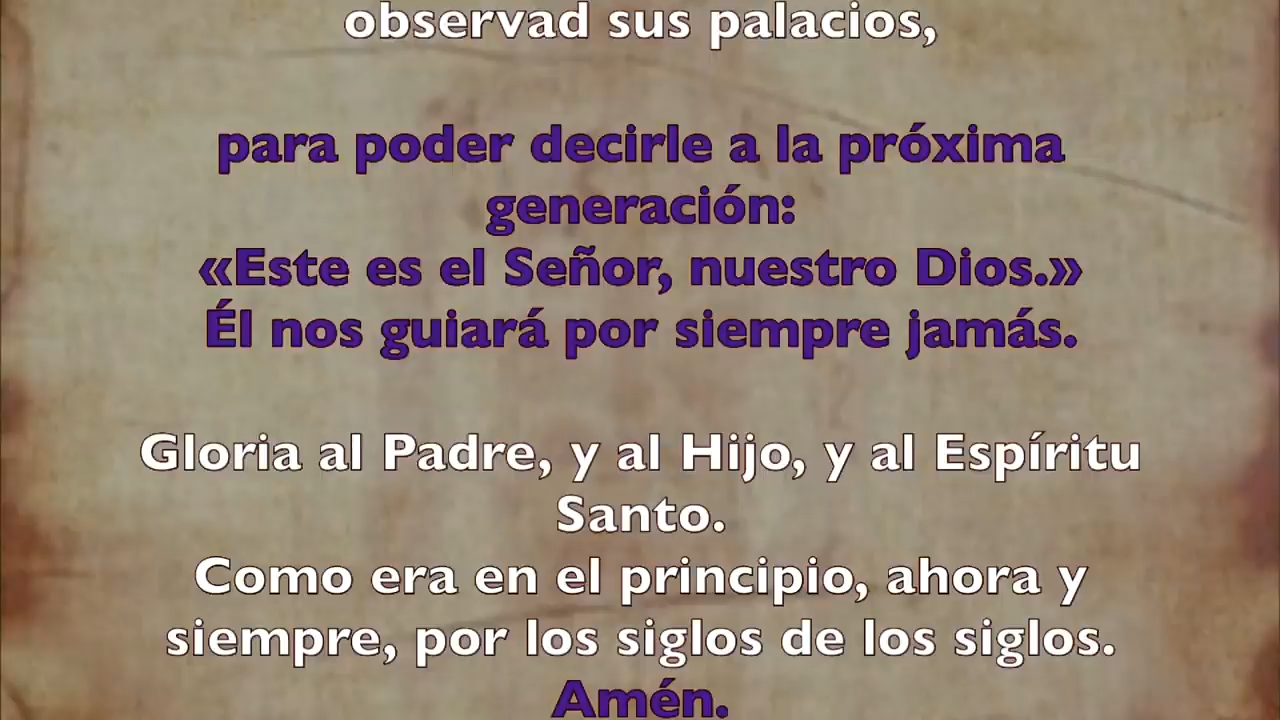 observad sus palacios,
para poder decirle a la próxima
generación:
«Este es el Señor, nuestro Dios.»
Él nos guiará por siempre jamás.
Gloria al Padre, y al Hijo, y al Espíritu
Santo.
Como era en el principio, ahora y
siempre, por los siglos de los siglos.
Amén.